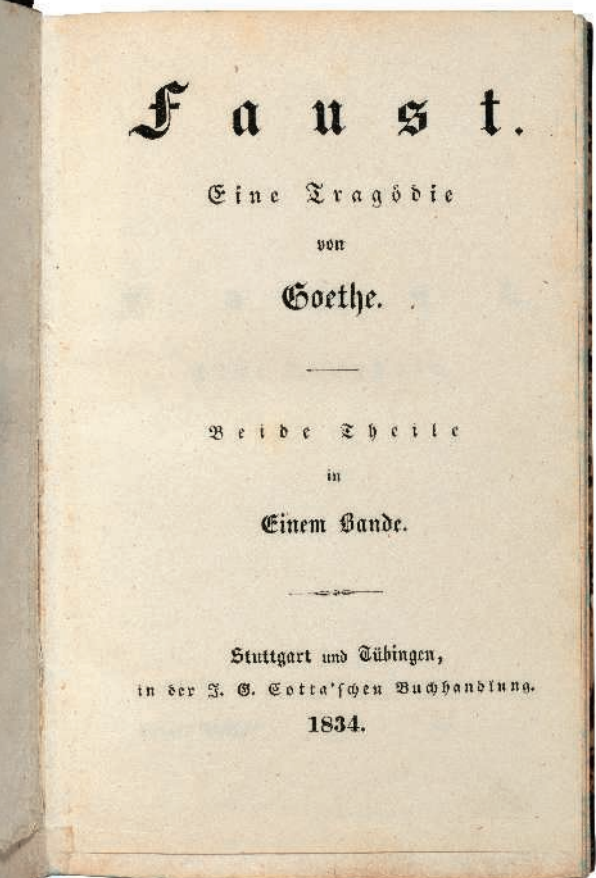 Faust.
Eine Tragödie
von
Goethe.
Beide Theile
in
Einem Bande.
Stuttgart und Tübingen,
in der J. G. Cotta'schen Buchhandlung.
1834.